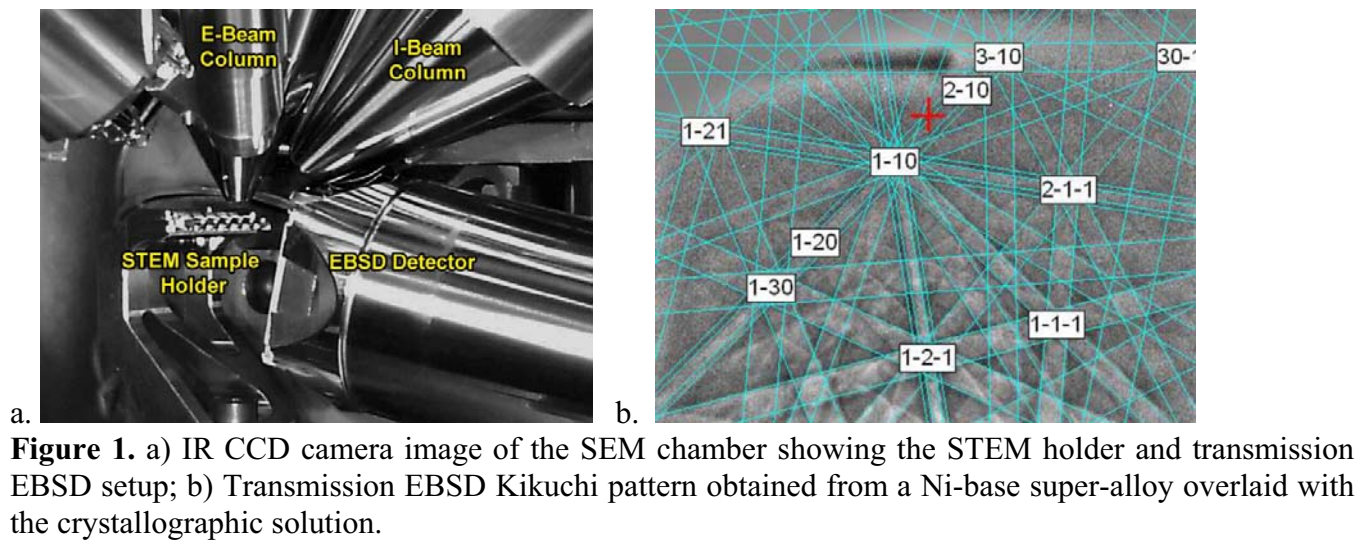 E-Beam
Column
I-Beam
Column
STEM Sample
Holder
EBSD Detector
3-10
30-1
2-10
1-21
1-10
2-1-1
1-20
1-30
1-1-1
1-2-1
a.
b.
Figure 1. a) IR CCD camera image of the SEM chamber showing the STEM holder and transmission
EBSD setup; b) Transmission EBSD Kikuchi pattern obtained from a Ni-base super-alloy overlaid with
the crystallographic solution.